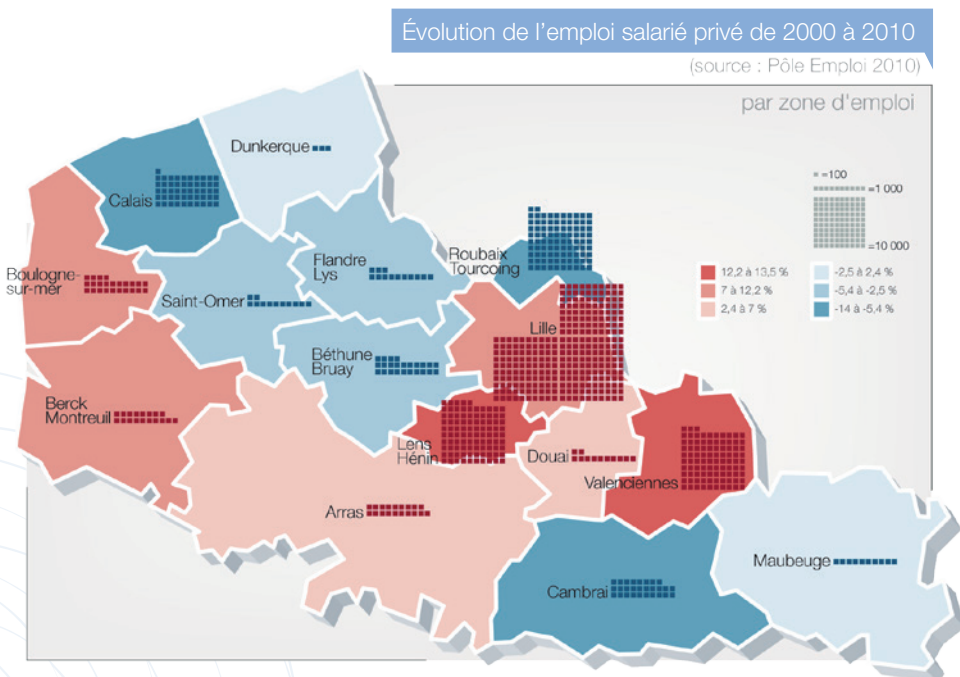 Évolution de l'emploi salarié privé de 2000 à 2010
(source : Pôle Emploi 2010)
par zone d'emploi
=100
=1 000
=10 000
12,2 à 13,5 %
7 à 12,2 %
2,4 à 7 %
-2,5 à 2,4 %
-5,4 à -2,5 %
-14 à -5,4 %
Dunkerque
Calais
Boulogne-
sur-mer
Saint-Omer
Flandre
Lys
Roubaix
Tourcoing
Lille
Béthune
Bruay
Berck
Montreuil
Lens
Hénin
Douai
Valenciennes
Arras
Cambrai
Maubeuge